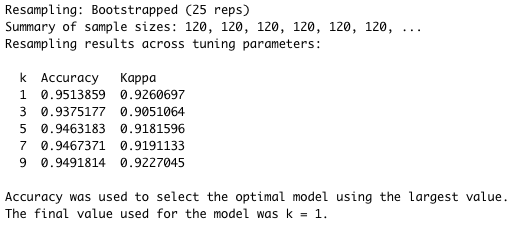 Resampling: Bootstrapped (25 reps)
Summary of sample sizes: 120, 120, 120, 120, 120, 120, ...
Resampling results across tuning parameters:

  k  Accuracy   Kappa
  1  0.9513859  0.9260697
  3  0.9375177  0.9051064
  5  0.9463183  0.9181596
  7  0.9467371  0.9191133
  9  0.9491814  0.9227045

Accuracy was used to select the optimal model using the largest value.
The final value used for the model was k = 1.